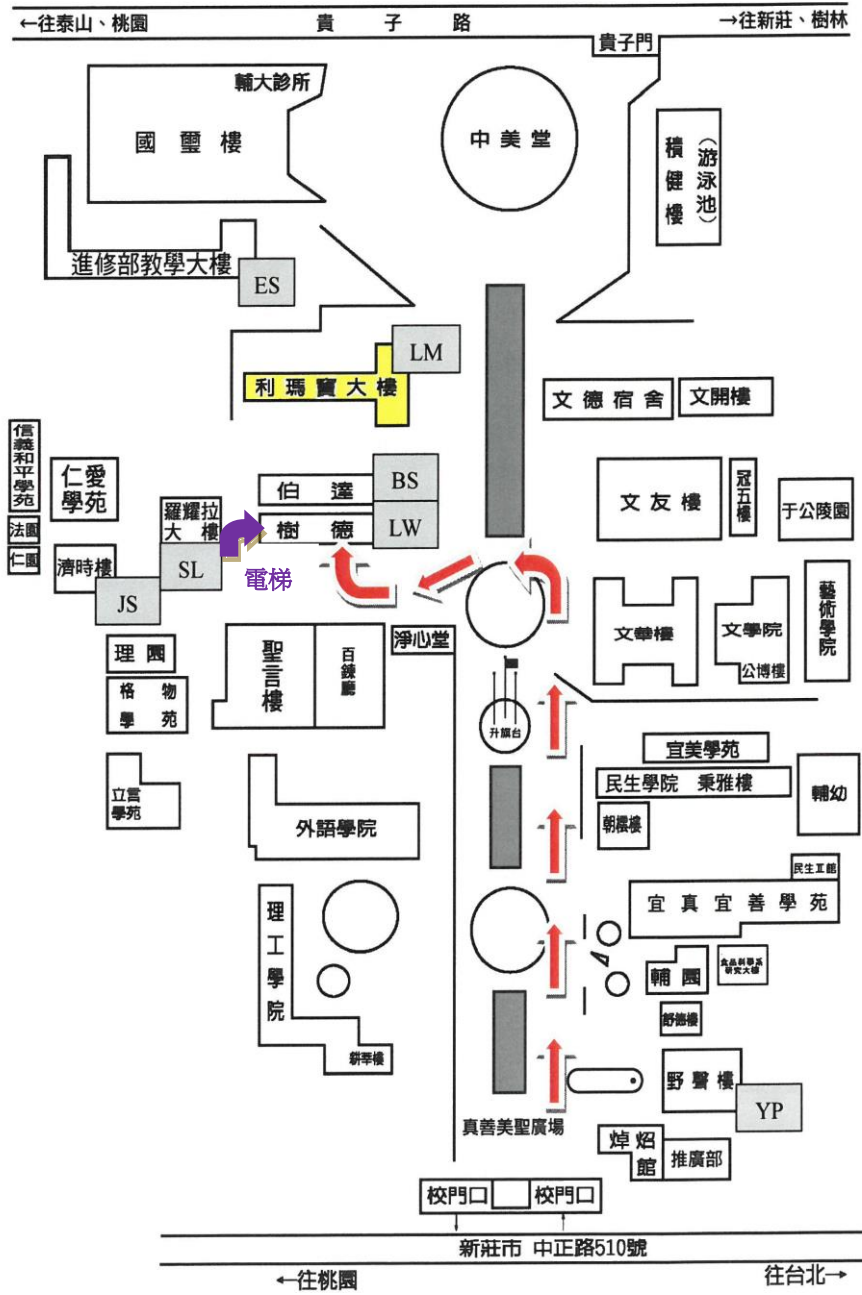 ←往泰山、桃園
貴子路
→往新莊、樹林
貴子門
輔大診所
國璽樓
中美堂
積健樓
（游泳池）
進修部教學大樓
ES
LM
利瑪竇大樓
文德宿舍
文開樓
信義和平學苑
仁愛
學苑
法園
仁園
羅耀拉
大樓
SL
濟時樓
JS
伯達
BS
樹德
LW
電梯
文友樓
冠五樓
于公陵園
文華樓
文學院
公博樓
藝術學院
理園
格物
學苑
聖言樓
百鍊廳
淨心堂
升旗台
立言
學苑
外語學院
宜美學苑
民生學院 秉雅樓
朝橒樓
輔幼
民生工館
宜真宜善學苑
理工學院
耕莘樓
輔園
食品科學系
研究大樓
舒德樓
野聲樓
YP
真善美聖廣場
焯炤
館
推廣部
校門口
校門口
新莊市 中正路510號
←往桃園
往台北→